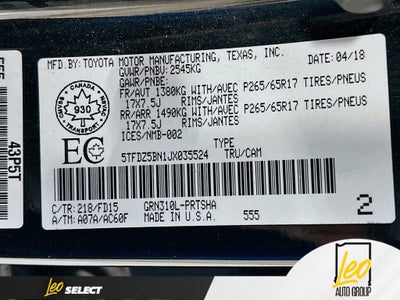 MFD.BY: TOYOTA MOTOR MANUFACTURING, TEXAS, INC.
GVWR/PNBV: 2545KG DATE: 04/18
GAWR/PNBE:
FR/AVT 1380KG WITH/AVEC P265/65R17 TIRES/PNEUS
17X7.5J RIMS/JANTES
RR/ARR 1490KG WITH/AVEC P265/65R17 TIRES/PNEUS
17X7.5J RIMS/JANTES
ICES/NMB-002
CANADA
930
EC
TYPE
5TFDZ5BN1JX035524 TRU/CAM
C/TR: 218/FD15 GRN310L-PRTSHA
A/TM: A07A/AC60F MADE IN U.S.A. 555
2
555
43P5T
Leo SELECT
Leo
AUTO GROUP